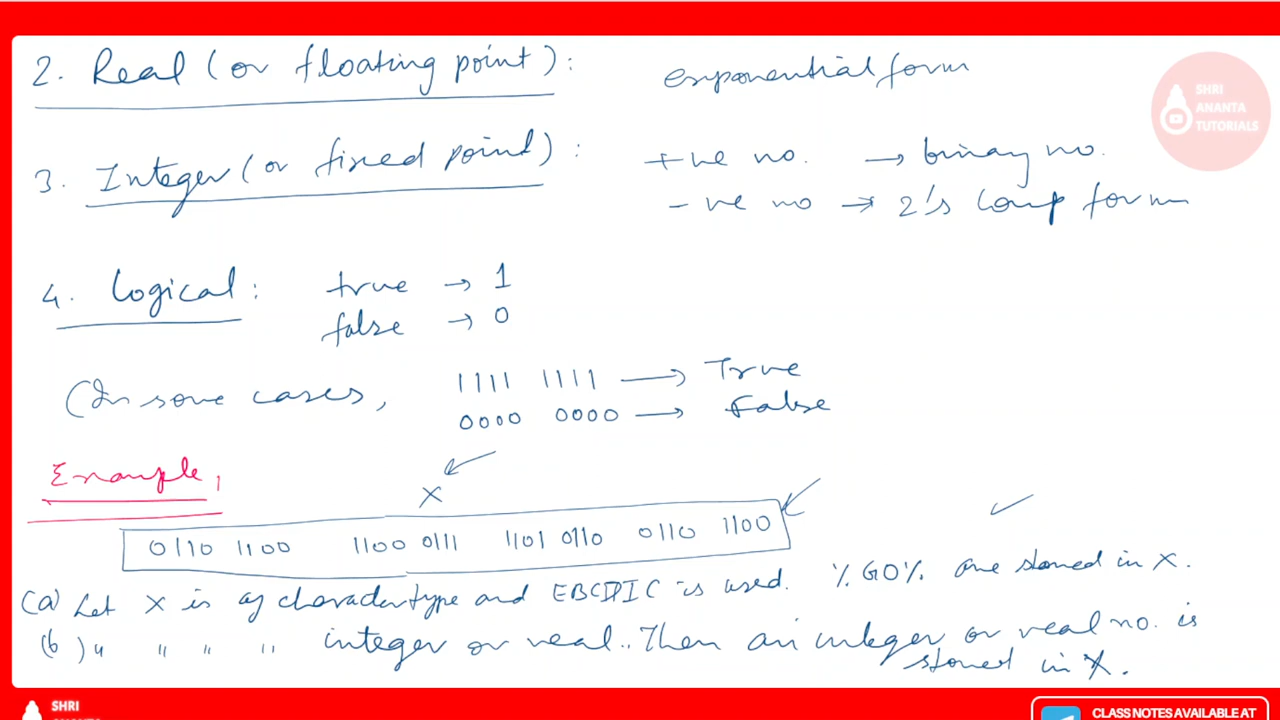 2. Real (or floating point): exponential form
SHRI
ANANTA
TUTORIALS
3. Integer (or fixed point): +ve no. → binary no.
-ve no → 2's comp form
4. Logical: true → 1
false → 0
(In some cases, 1111 1111 → True
0000 0000 → False
Example,
X
0110 1100 1100 0111 1101 0110 0110 1100
(a) Let X is of character type and EBCDIC is used. %GO% are stored in X.
(b) " " " " integer or real.. Then an integer or real no. is
stored in X.
SHRI
CLASS NOTES AVAILABLE AT